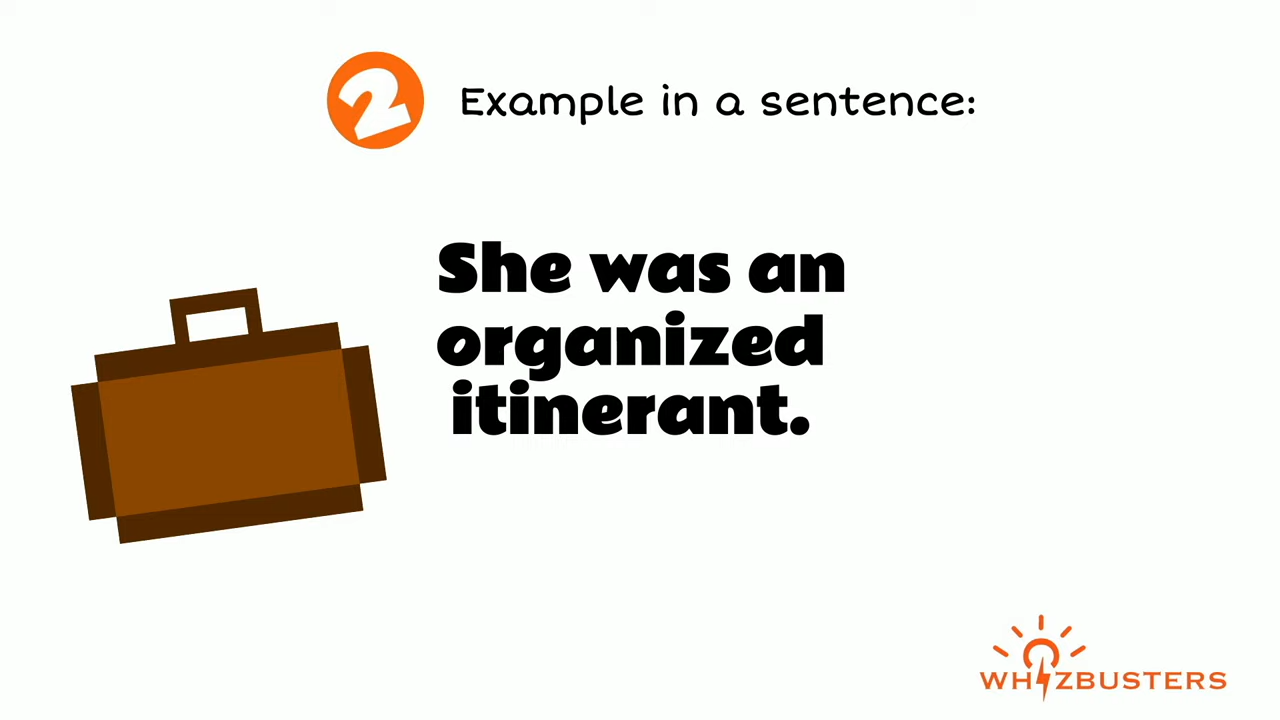 2 Example in a sentence:
She was an
organized
itinerant.
WHIZBUSTERS